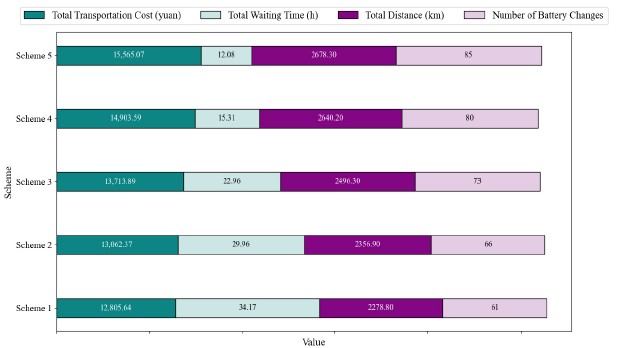 Total Transportation Cost (yuan) Total Waiting Time (h) Total Distance (km) Number of Battery Changes
Scheme 5 15,565.07 12.08 2678.30 85
Scheme 4 14,903.59 15.31 2640.20 80
Scheme 3 13,713.89 22.96 2496.30 73
Scheme 2 13,062.37 29.96 2356.90 66
Scheme 1 12,805.64 34.17 2278.80 61
Scheme
Value